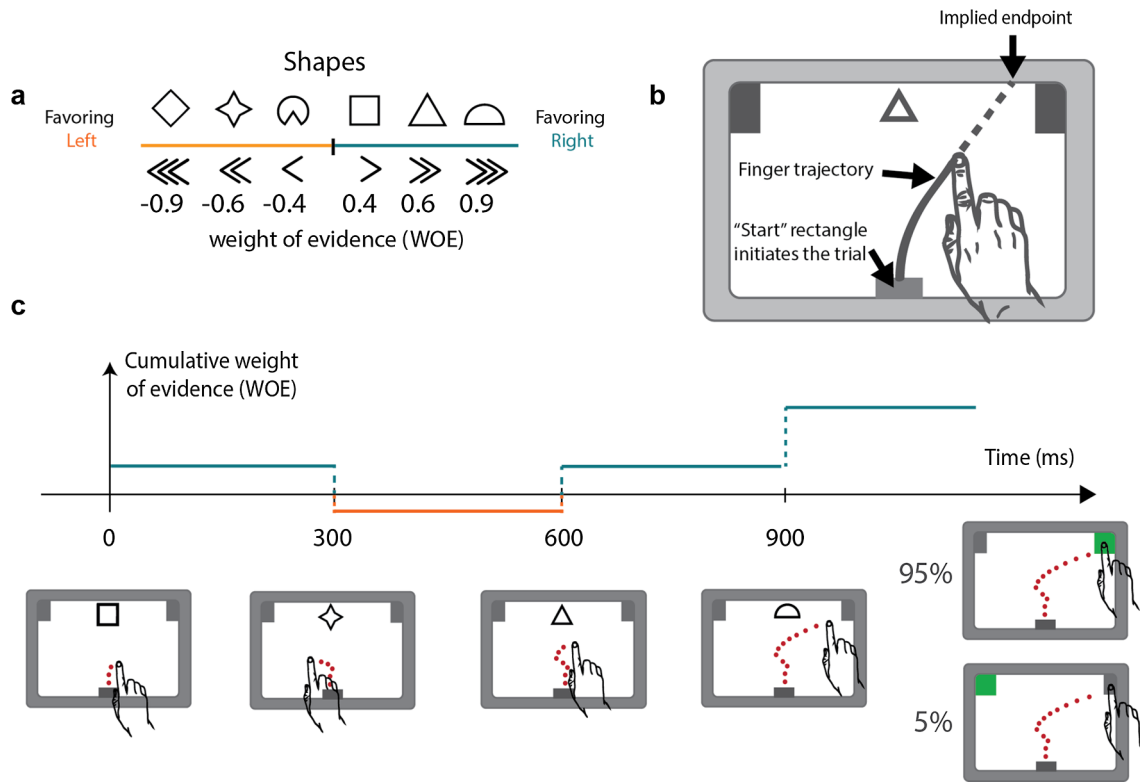 a
Shapes
Favoring
Left
Favoring
Right
-0.9 -0.6 -0.4 0.4 0.6 0.9
weight of evidence (WOE)
b
Implied endpoint
Finger trajectory
“Start” rectangle
initiates the trial
c
Cumulative weight
of evidence (WOE)
Time (ms)
0 300 600 900
95%
5%